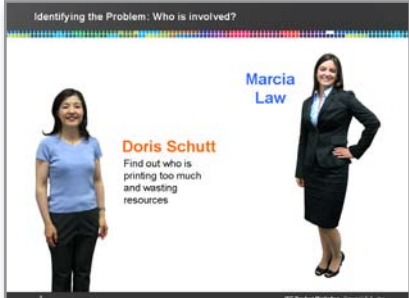 Identifying the Problem: Who is involved?
Marcia
Law
Doris Schutt
Find out who is
printing too much
and wasting
resources